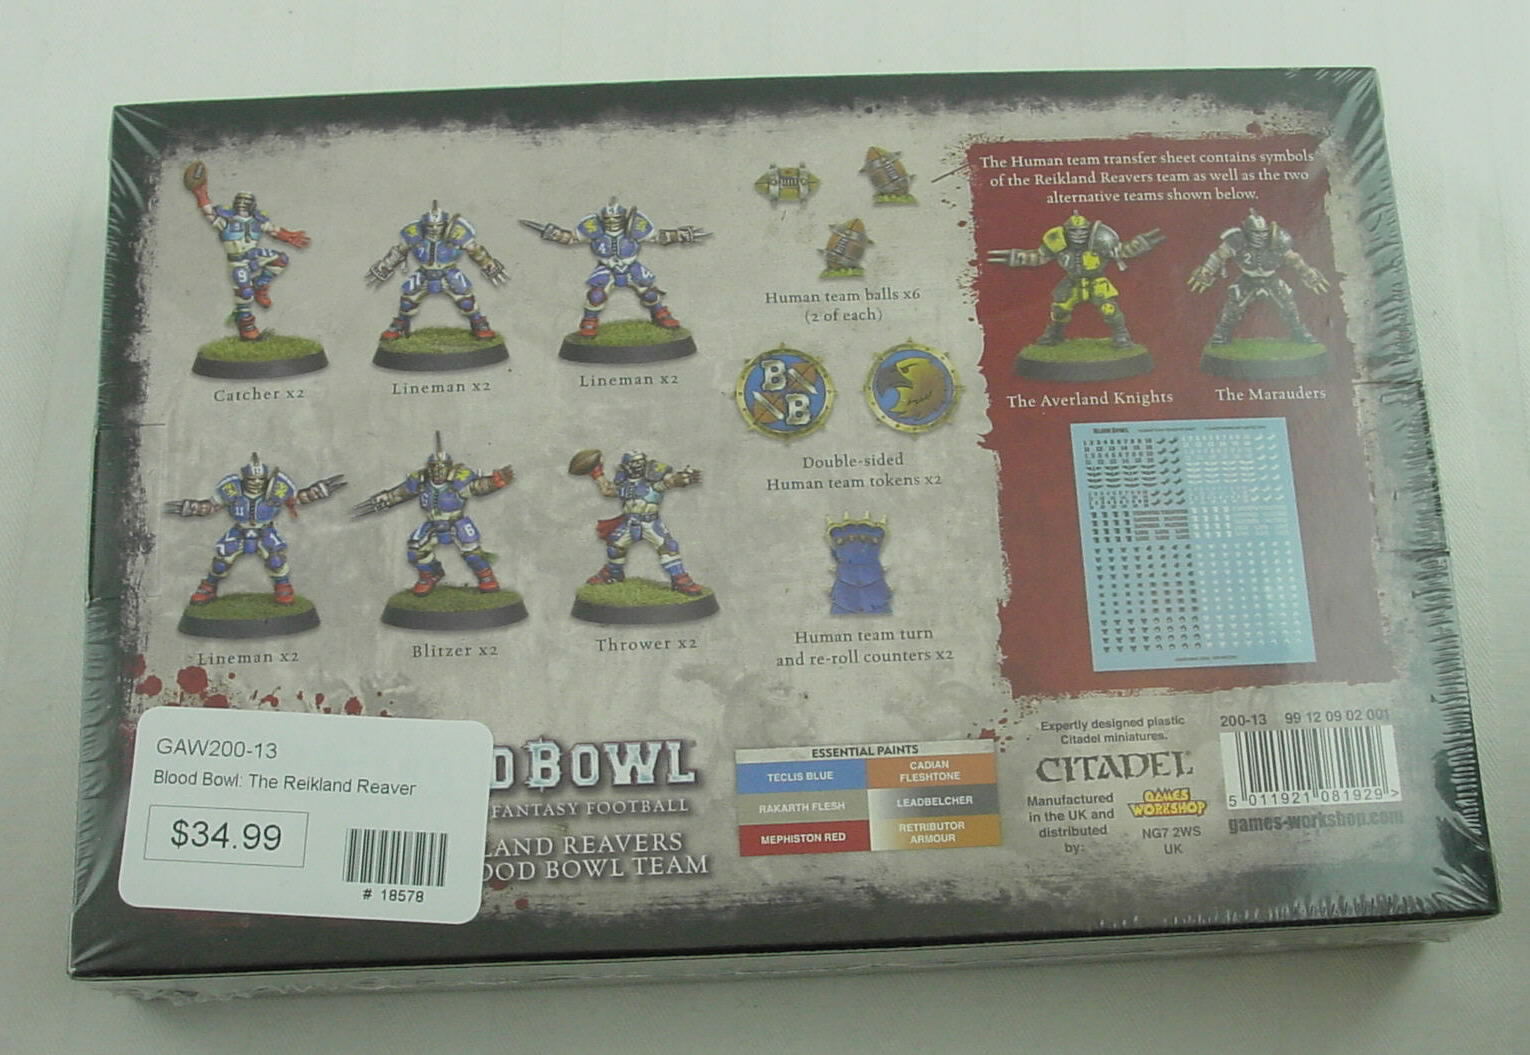 The Human team transfer sheet contains symbols
of the Reikland Reavers team as well as the two
alternative teams shown below.
Catcher x2
Lineman x2
Lineman x2
Human team balls x6
(2 of each)
The Averland Knights
The Marauders
B
B
Double-sided
Human team tokens x2
Lineman x2
Blitzer x2
Thrower x2
Human team turn
and re-roll counters x2
BLOOD BOWL
GAW200-13
Blood Bowl: The Reikland Reaver
$34.99
# 18578
D BOWL
FANTASY FOOTBALL
LAND REAVERS
OOD BOWL TEAM
ESSENTIAL PAINTS
TECLIS BLUE
CADIAN
FLESHTONE
RAKARTH FLESH
LEADBELCHER
MEPHISTON RED
RETRIBUTOR
ARMOUR
Expertly designed plastic
Citadel miniatures.
CITADEL
Manufactured
in the UK and
distributed
by:
GAMES
WORKSHOP
NG7 2WS
UK
200-13 99 12 09 02 001
5 011921 081929 >
games-workshop.com